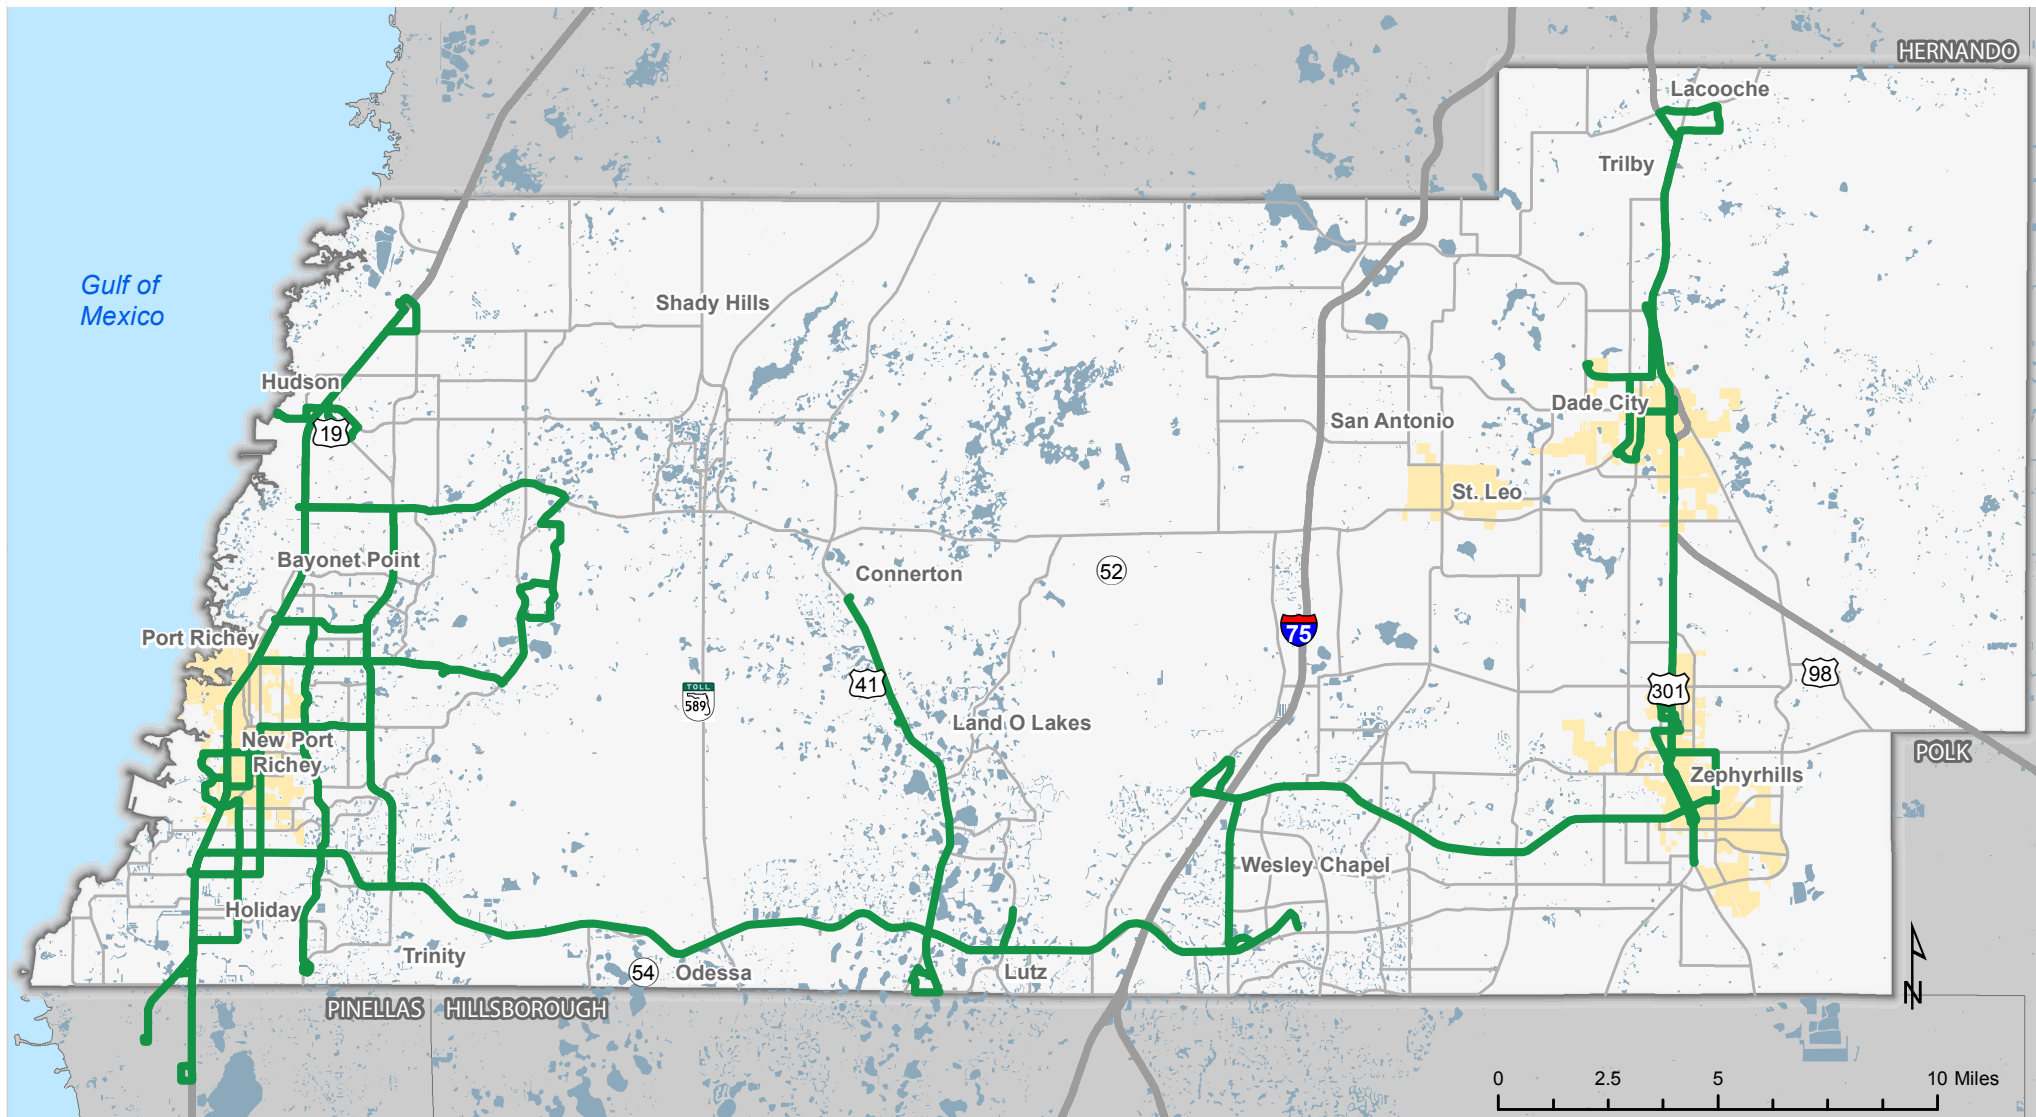 HERNANDO
Lacooche
Trilby
Gulf of
Mexico
Shady Hills
Hudson
Dade City
San Antonio
19
St. Leo
Bayonet Point
Connerton
52
Port Richey
75
41
98
301
TOLL
589
Land O Lakes
New Port
Richey
POLK
Zephyrhills
Wesley Chapel
Holiday
Trinity
54
Odessa
Lutz
N
PINELLAS
HILLSBOROUGH
0 2.5 5 10 Miles